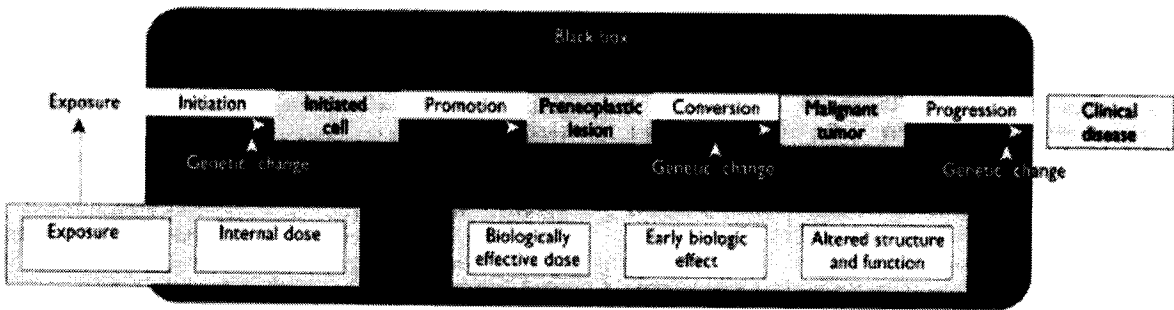 Black box
Exposure
Initiation
Initiated
cell
Promotion
Preneoplastic
lesion
Conversion
Malignant
tumor
Progression
Clinical
disease
Genetic change
Genetic change
Genetic change
Exposure
Internal dose
Biologically
effective dose
Early biologic
effect
Altered structure
and function